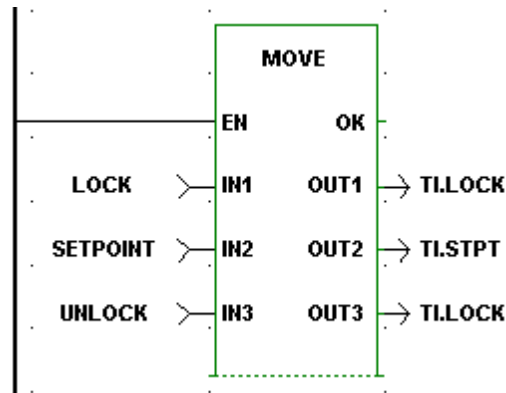 MOVE
EN OK
LOCK IN1 OUT1 TI.LOCK
SETPOINT IN2 OUT2 TI.STPT
UNLOCK IN3 OUT3 TI.LOCK